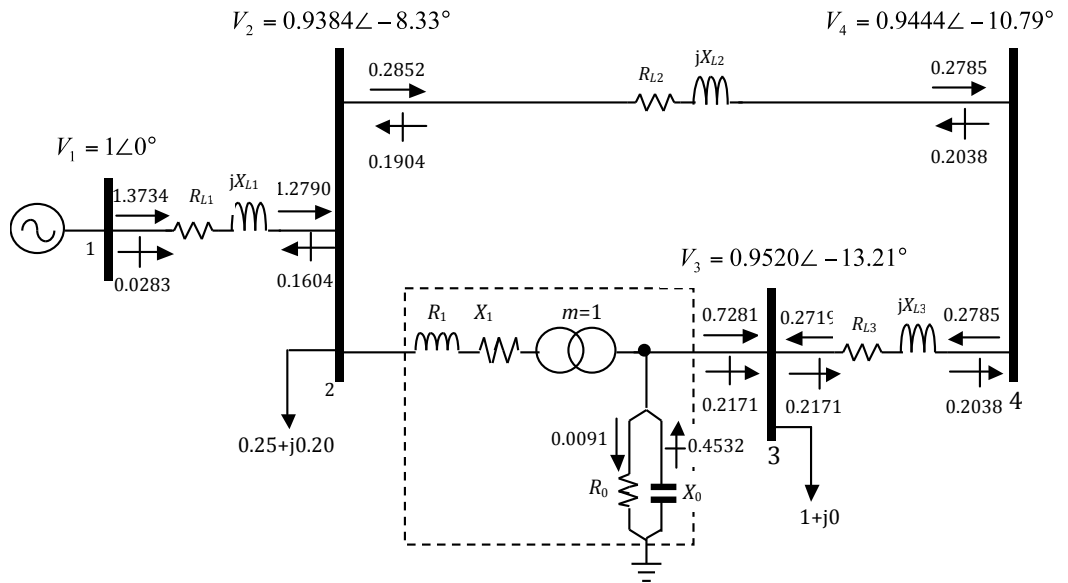 V2 = 0.9384∠−8.33°
V4 = 0.9444∠−10.79°
0.2852
RL2
jXL2
0.2785
0.1904
0.2038
V1 = 1∠0°
1.3734
RL1
jXL1
1.2790
1
0.0283
0.1604
V3 = 0.9520∠−13.21°
R1
X1
m=1
0.7281
0.2719
RL3
jXL3
0.2785
2
0.2171
0.2171
0.2038
4
0.25+j0.20
0.0091
0.4532
3
R0
X0
1+j0